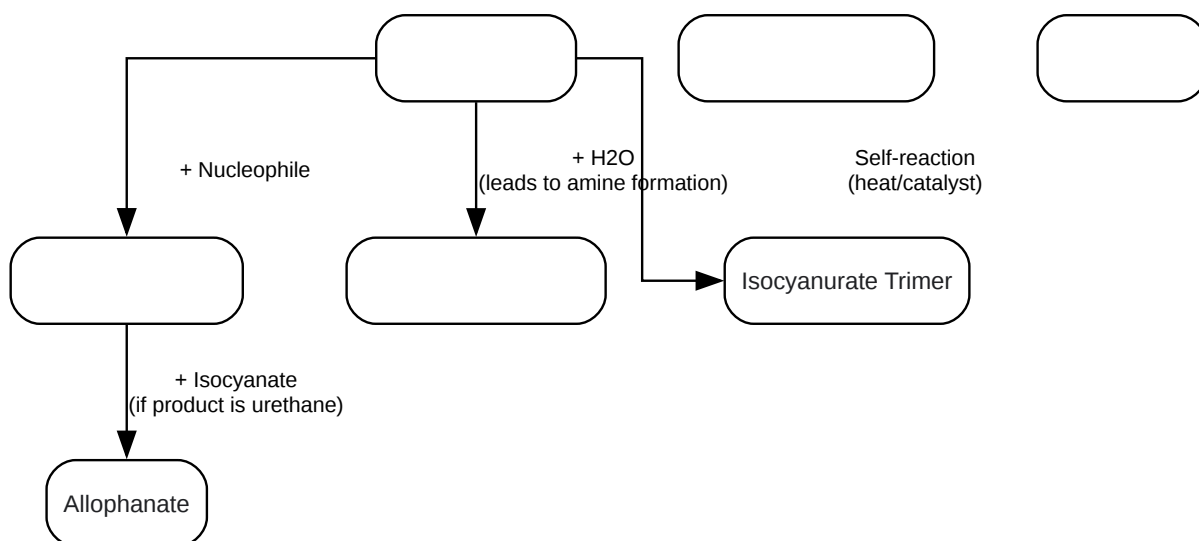 + Nucleophile
+ H2O
(leads to amine formation)
Self-reaction
(heat/catalyst)
Isocyanurate Trimer
+ Isocyanate
(if product is urethane)
Allophanate